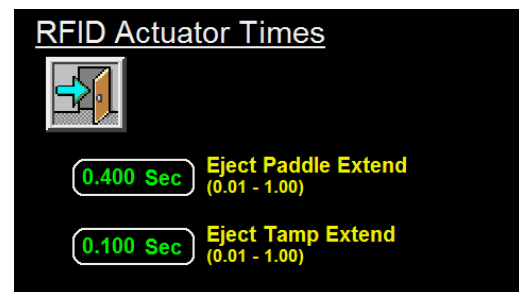 RFID Actuator Times
0.400 Sec
Eject Paddle Extend
(0.01 - 1.00)
0.100 Sec
Eject Tamp Extend
(0.01 - 1.00)